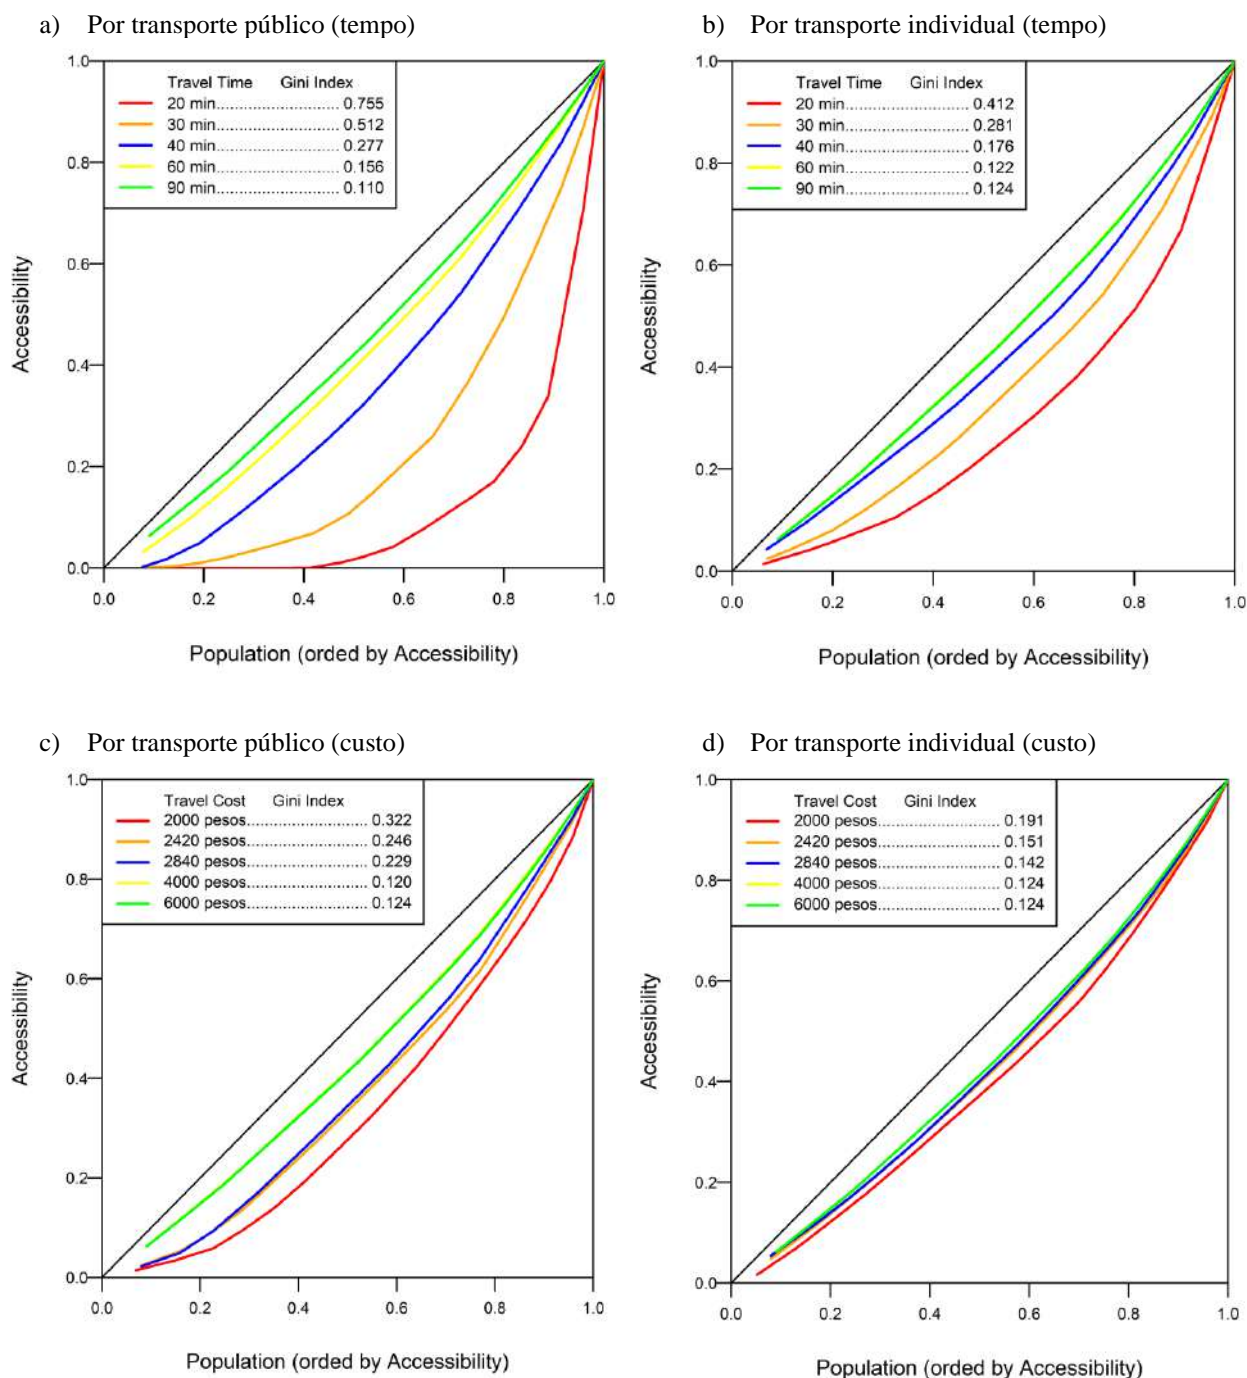 a) Por transporte público (tempo)
Travel Time Gini Index
20 min............................ 0.755
30 min............................ 0.512
40 min............................ 0.277
60 min............................ 0.156
90 min............................ 0.110
1.0
0.8
0.6
0.4
0.2
0.0
Accessibility
0.0 0.2 0.4 0.6 0.8 1.0
Population (orded by Accessibility)
b) Por transporte individual (tempo)
Travel Time Gini Index
20 min............................ 0.412
30 min............................ 0.281
40 min............................ 0.176
60 min............................ 0.122
90 min............................ 0.124
1.0
0.8
0.6
0.4
0.2
0.0
Accessibility
0.0 0.2 0.4 0.6 0.8 1.0
Population (orded by Accessibility)
c) Por transporte público (custo)
Travel Cost Gini Index
2000 pesos............................ 0.322
2420 pesos............................ 0.246
2840 pesos............................ 0.229
4000 pesos............................ 0.120
6000 pesos............................ 0.124
1.0
0.8
0.6
0.4
0.2
0.0
Accessibility
0.0 0.2 0.4 0.6 0.8 1.0
Population (orded by Accessibility)
d) Por transporte individual (custo)
Travel Cost Gini Index
2000 pesos............................ 0.191
2420 pesos............................ 0.151
2840 pesos............................ 0.142
4000 pesos............................ 0.124
6000 pesos............................ 0.124
1.0
0.8
0.6
0.4
0.2
0.0
Accessibility
0.0 0.2 0.4 0.6 0.8 1.0
Population (orded by Accessibility)